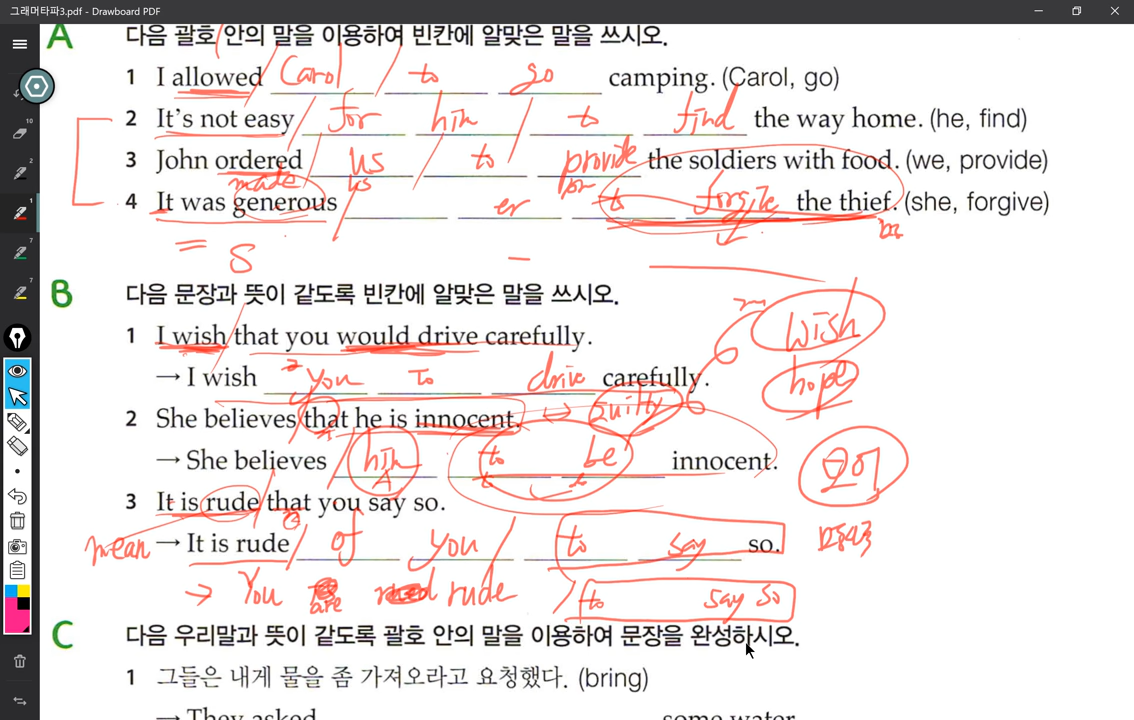 그래머타파3.pdf - Drawboard PDF
A 다음 괄호 안의 말을 이용하여 빈칸에 알맞은 말을 쓰시오.
1 I allowed Carol to go camping. (Carol, go)
2 It's not easy for him to find the way home. (he, find)
3 John ordered us to provide the soldiers with food. (we, provide)
made us for
4 It was generous er to forgive the thief. (she, forgive)
= S
B 다음 문장과 뜻이 같도록 빈칸에 알맞은 말을 쓰시오.
1 I wish that you would drive carefully.
wish
→ I wish you to drive carefully.
hope
2 She believes that he is innocent. ↔ guilty
→ She believes him to be innocent.
3 It is rude that you say so.
mean → It is rude of you to say so.
→ You are rude to say so
C 다음 우리말과 뜻이 같도록 괄호 안의 말을 이용하여 문장을 완성하시오.
1 그들은 내게 물을 좀 가져오라고 요청했다. (bring)
→ They asked some water